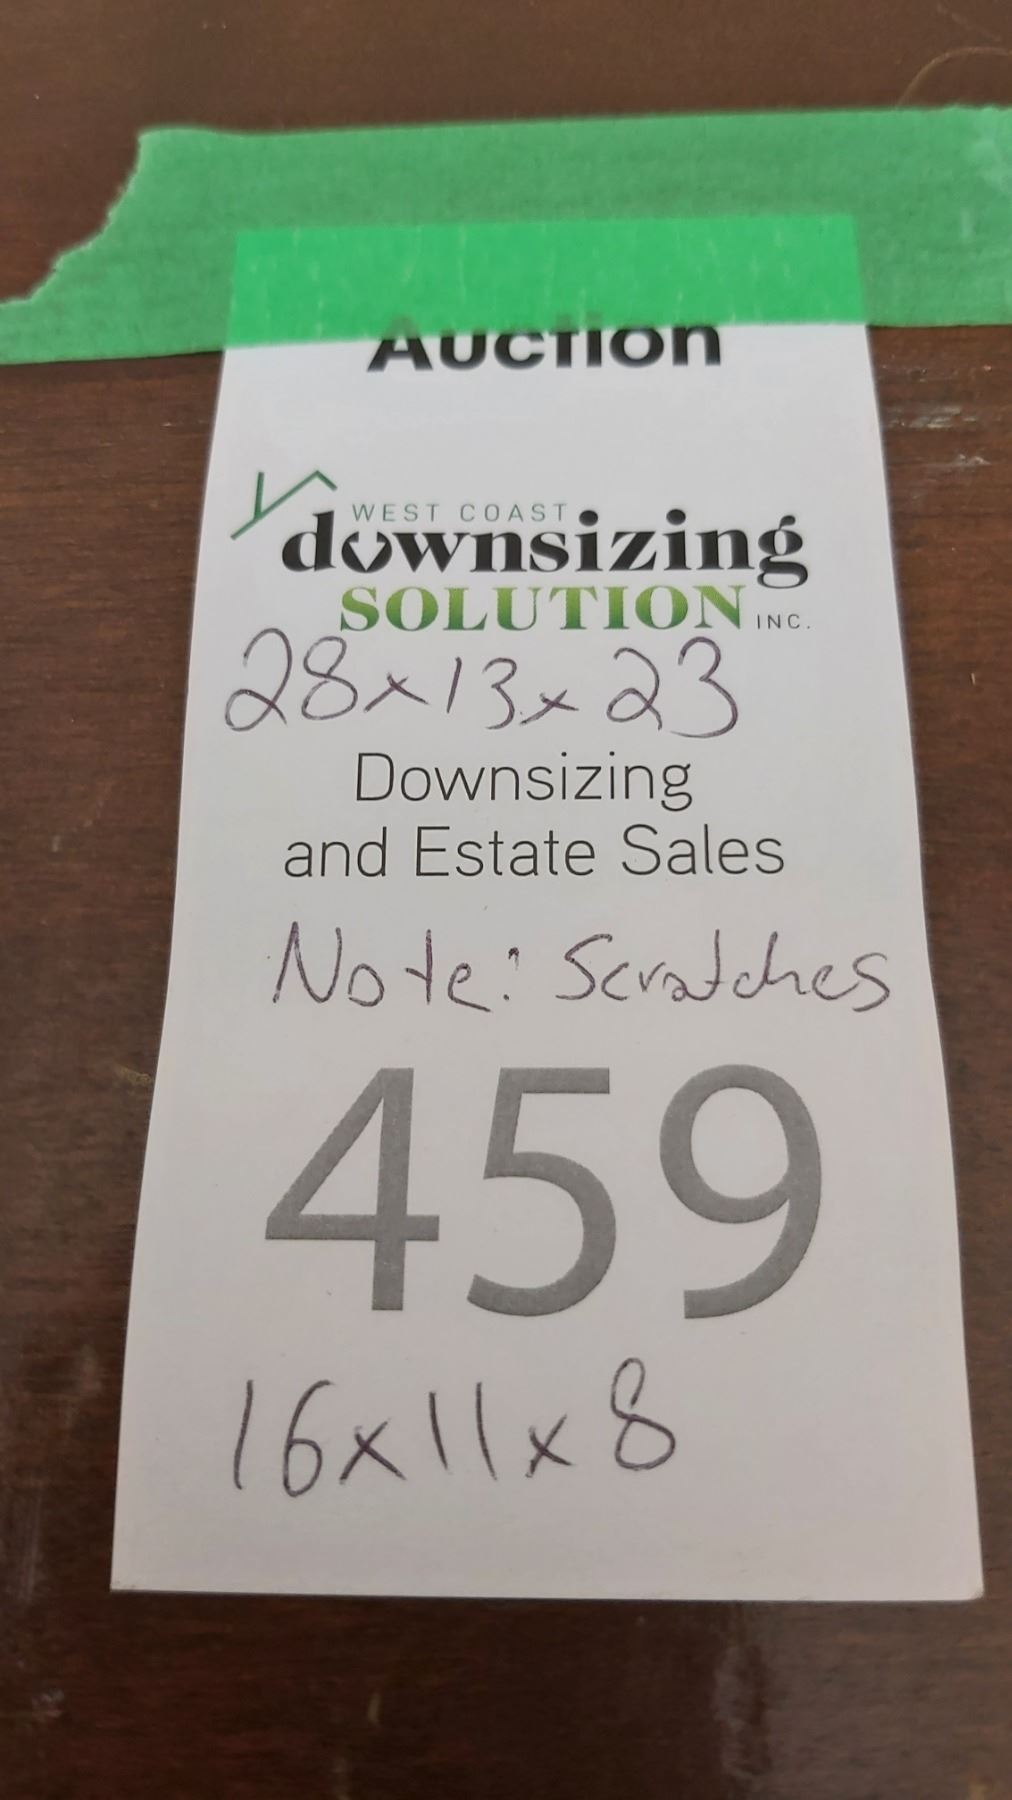 Auction
WEST COAST
downsizing
SOLUTION INC.
28x13x23
Downsizing
and Estate Sales
Note: Scratches
459
16x11x8